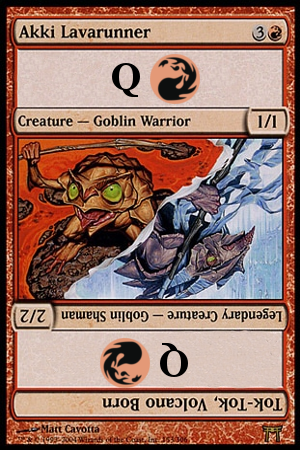 Akki Lavarunner 3
Q
Creature — Goblin Warrior 1/1
Legendary Creature — Goblin Shaman 2/2
Q
Tok-Tok, Volcano Born
Matt Cavotta